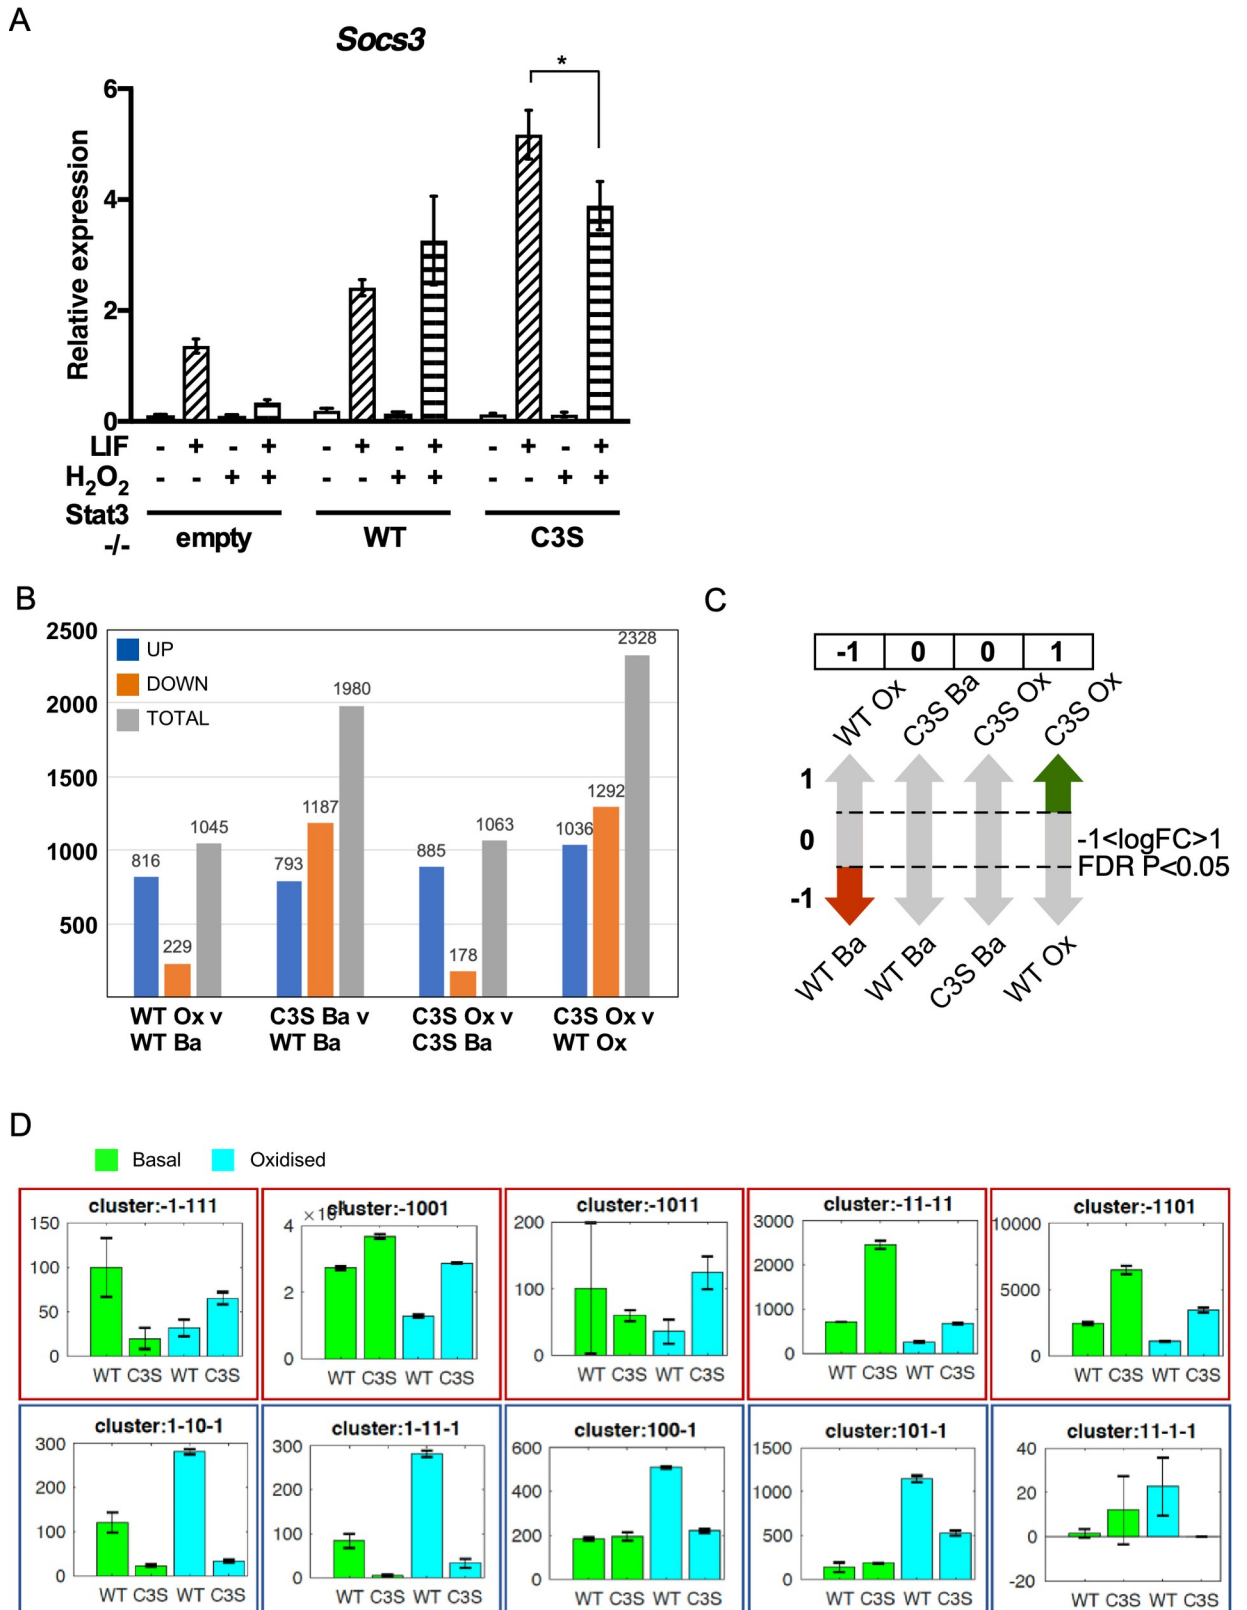 A
Socs3
*
6
4
2
0
Relative expression
LIF - + - + - + - + - + - +
H2O2 - - + + - - + + - - + +
Stat3 -/- empty WT C3S
B
2500
2000
1500
1000
500
UP
DOWN
TOTAL
816 229 1045
793 1187 1980
885 178 1063
1036 1292 2328
WT Ox v WT Ba
C3S Ba v WT Ba
C3S Ox v C3S Ba
C3S Ox v WT Ox
C
-1 0 0 1
WT Ox C3S Ba C3S Ox C3S Ox
1
0
-1
-1<logFC>1
FDR P<0.05
WT Ba WT Ba C3S Ba WT Ox
D
Basal Oxidised
cluster:-1-111
150
100
50
0
WT C3S WT C3S
cluster:-1001
4
2
0
WT C3S WT C3S
cluster:-1011
200
100
0
WT C3S WT C3S
cluster:-11-11
3000
2000
1000
0
WT C3S WT C3S
cluster:-1101
10000
5000
0
WT C3S WT C3S
cluster:1-10-1
300
200
100
0
WT C3S WT C3S
cluster:1-11-1
300
200
100
0
WT C3S WT C3S
cluster:100-1
600
400
200
0
WT C3S WT C3S
cluster:101-1
1500
1000
500
0
WT C3S WT C3S
cluster:11-1-1
40
20
0
-20
WT C3S WT C3S